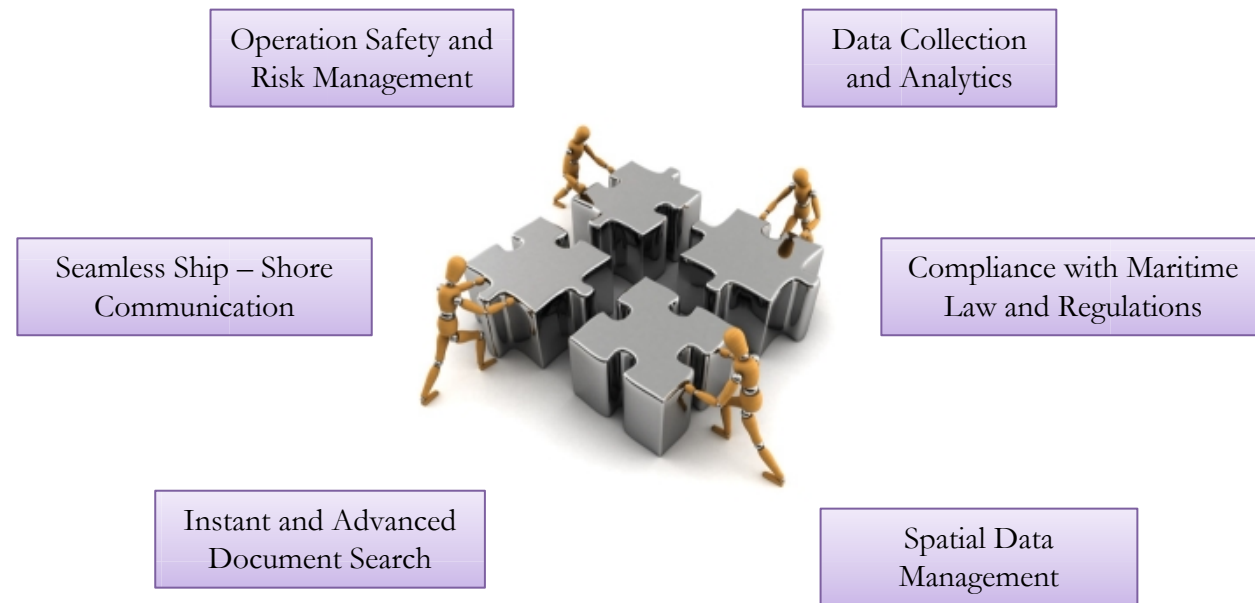 Operation Safety and
Risk Management
Data Collection
and Analytics
Seamless Ship – Shore
Communication
Compliance with Maritime
Law and Regulations
Instant and Advanced
Document Search
Spatial Data
Management